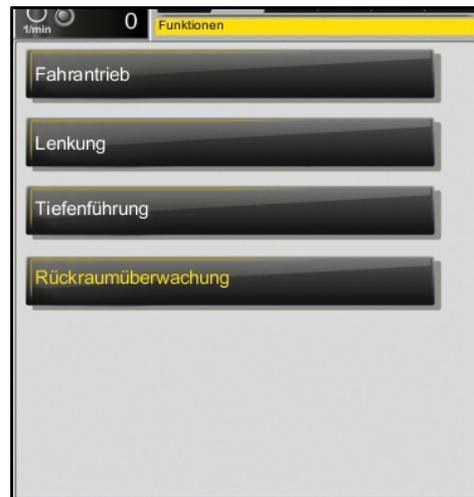 1/min
0
Funktionen
Fahrantrieb
Lenkung
Tiefenführung
Rückraumüberwachung